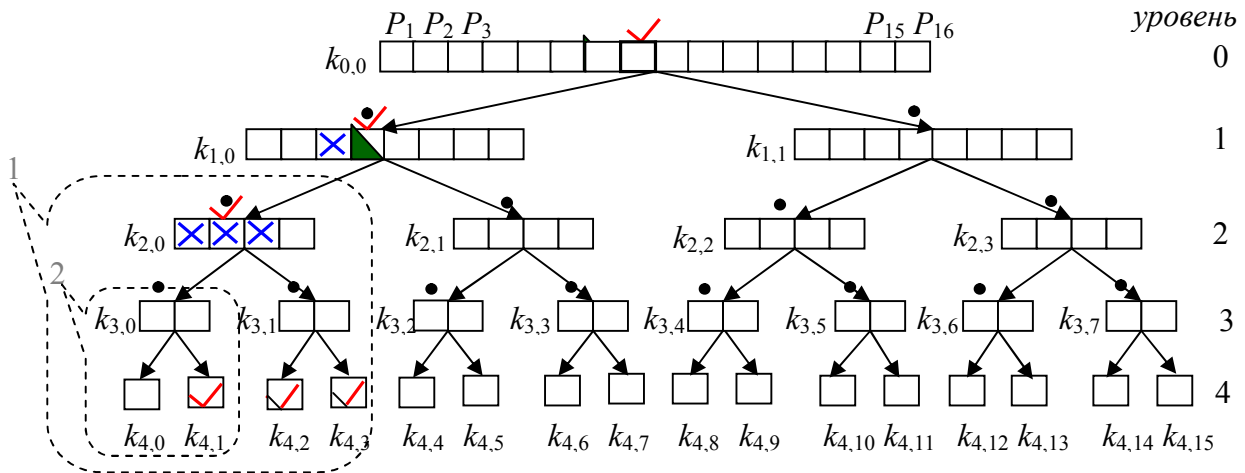 P1 P2 P3 P15 P16 уровень
k0,0 0
k1,0 k1,1 1
1
k2,0 k2,1 k2,2 k2,3 2
2
k3,0 k3,1 k3,2 k3,3 k3,4 k3,5 k3,6 k3,7 3
4
k4,0 k4,1 k4,2 k4,3 k4,4 k4,5 k4,6 k4,7 k4,8 k4,9 k4,10 k4,11 k4,12 k4,13 k4,14 k4,15